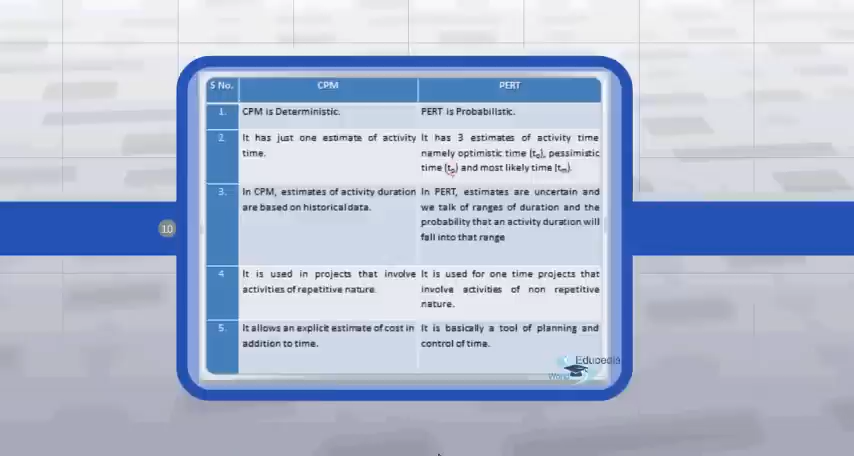 S No. CPM PERT
1. CPM is Deterministic. PERT is Probabilistic.
2. It has just one estimate of activity It has 3 estimates of activity time
time. namely optimistic time (to), pessimistic
time (tp) and most likely time (tm).
3. In CPM, estimates of activity duration In PERT, estimates are uncertain and
are based on historical data. we talk of ranges of duration and the
probability that an activity duration will
fall into that range
10
4 It is used in projects that involve It is used for one time projects that
activities of repetitive nature. involve activities of non repetitive
nature.
5. It allows an explicit estimate of cost in It is basically a tool of planning and
addition to time. control of time.
Edupedia
World